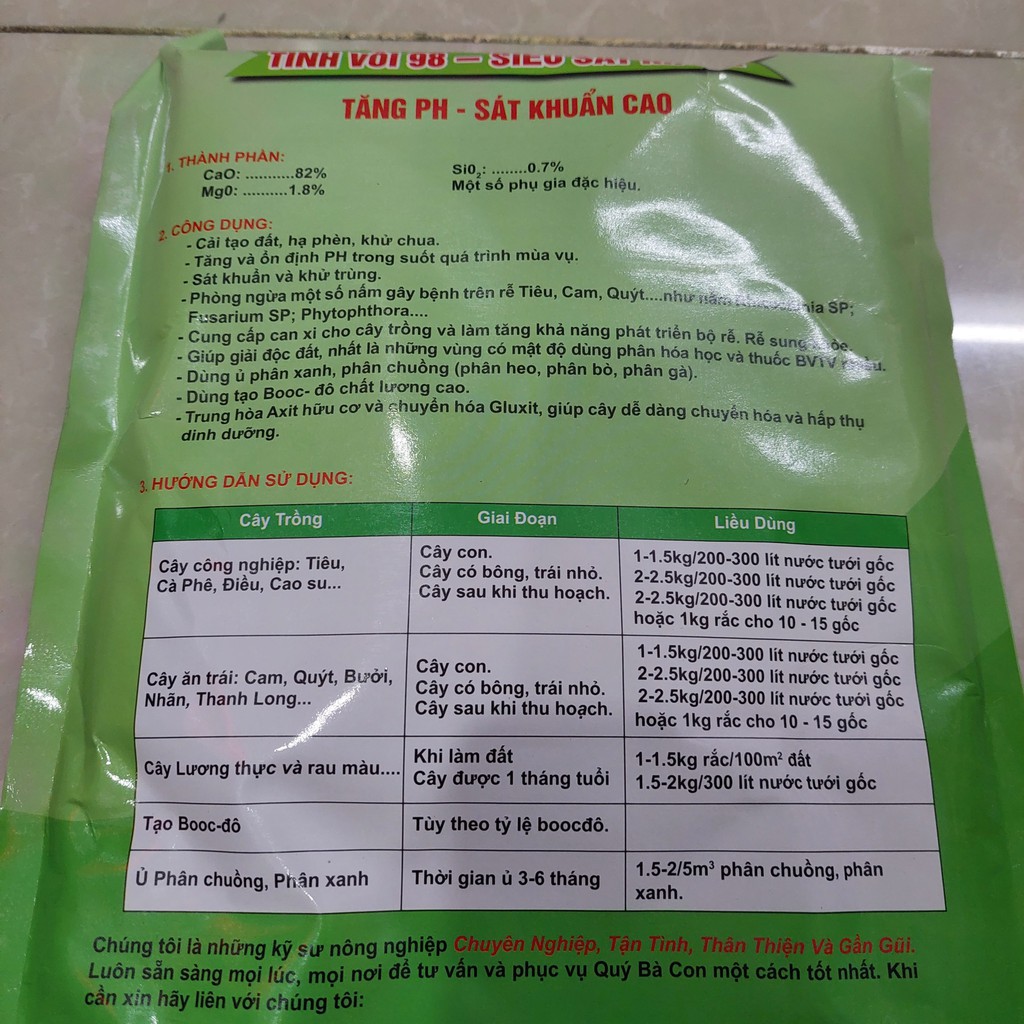 TINH VÔI 98 – SIÊU SÁT
TĂNG PH - SÁT KHUẨN CAO
1. THÀNH PHẦN:
CaO: ..........82%
Mg0: ..........1.8%
Si0₂: ........0.7%
Một số phụ gia đặc hiệu.
2. CÔNG DỤNG:
- Cải tạo đất, hạ phèn, khử chua.
- Tăng và ổn định PH trong suốt quá trình mùa vụ.
- Sát khuẩn và khử trùng.
- Phòng ngừa một số nấm gây bệnh trên rễ Tiêu, Cam, Quýt....như nấm SP;
Fusarium SP; Phytophthora....
- Cung cấp can xi cho cây trồng và làm tăng khả năng phát triển bộ rễ. Rễ sung
- Giúp giải độc đất, nhất là những vùng có mật độ dùng phân hóa học và thuốc BVTV
- Dùng ủ phân xanh, phân chuồng (phân heo, phân bò, phân gà).
- Dùng tạo Booc- đô chất lượng cao.
- Trung hòa Axit hữu cơ và chuyển hóa Gluxit, giúp cây dễ dàng chuyển hóa và hấp thụ
dinh dưỡng.
3. HƯỚNG DẪN SỬ DỤNG:
Cây Trồng Giai Đoạn Liều Dùng
Cây công nghiệp: Tiêu,
Cà Phê, Điều, Cao su...
Cây con.
Cây có bông, trái nhỏ.
Cây sau khi thu hoạch.
1-1.5kg/200-300 lít nước tưới gốc
2-2.5kg/200-300 lít nước tưới gốc
2-2.5kg/200-300 lít nước tưới gốc
hoặc 1kg rắc cho 10 - 15 gốc
Cây ăn trái: Cam, Quýt, Bưởi,
Nhãn, Thanh Long...
Cây con.
Cây có bông, trái nhỏ.
Cây sau khi thu hoạch.
1-1.5kg/200-300 lít nước tưới gốc
2-2.5kg/200-300 lít nước tưới gốc
2-2.5kg/200-300 lít nước tưới gốc
hoặc 1kg rắc cho 10 - 15 gốc
Cây Lương thực và rau màu....
Khi làm đất
Cây được 1 tháng tuổi
1-1.5kg rắc/100m² đất
1.5-2kg/300 lít nước tưới gốc
Tạo Booc-đô
Tùy theo tỷ lệ boocđô.
Ủ Phân chuồng, Phân xanh
Thời gian ủ 3-6 tháng
1.5-2/5m³ phân chuồng, phân
xanh.
Chúng tôi là những kỹ sư nông nghiệp Chuyên Nghiệp, Tận Tình, Thân Thiện Và Gần Gũi.
Luôn sẵn sàng mọi lúc, mọi nơi để tư vấn và phục vụ Quý Bà Con một cách tốt nhất. Khi
cần xin hãy liên với chúng tôi: